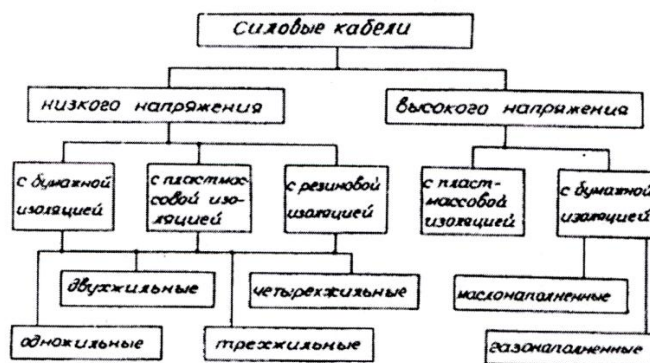 силовые кабели
низкого напряжения
высокого напряжения
с бумажной
изоляцией
с пластмас-
совой изо-
ляцией
с резиновой
изоляцией
с пласт-
массовой
изоляцией
с бумажной
изоляцией
двухжильные
четырехжильные
маслонаполненные
одножильные
трехжильные
газонаполненные